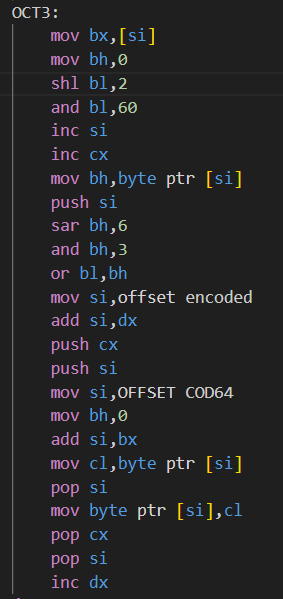 OCT3:
mov bx,[si]
mov bh,0
shl bl,2
and bl,60
inc si
inc cx
mov bh,byte ptr [si]
push si
sar bh,6
and bh,3
or bl,bh
mov si,offset encoded
add si,dx
push cx
push si
mov si,OFFSET COD64
mov bh,0
add si,bx
mov cl,byte ptr [si]
pop si
mov byte ptr [si],cl
pop cx
pop si
inc dx